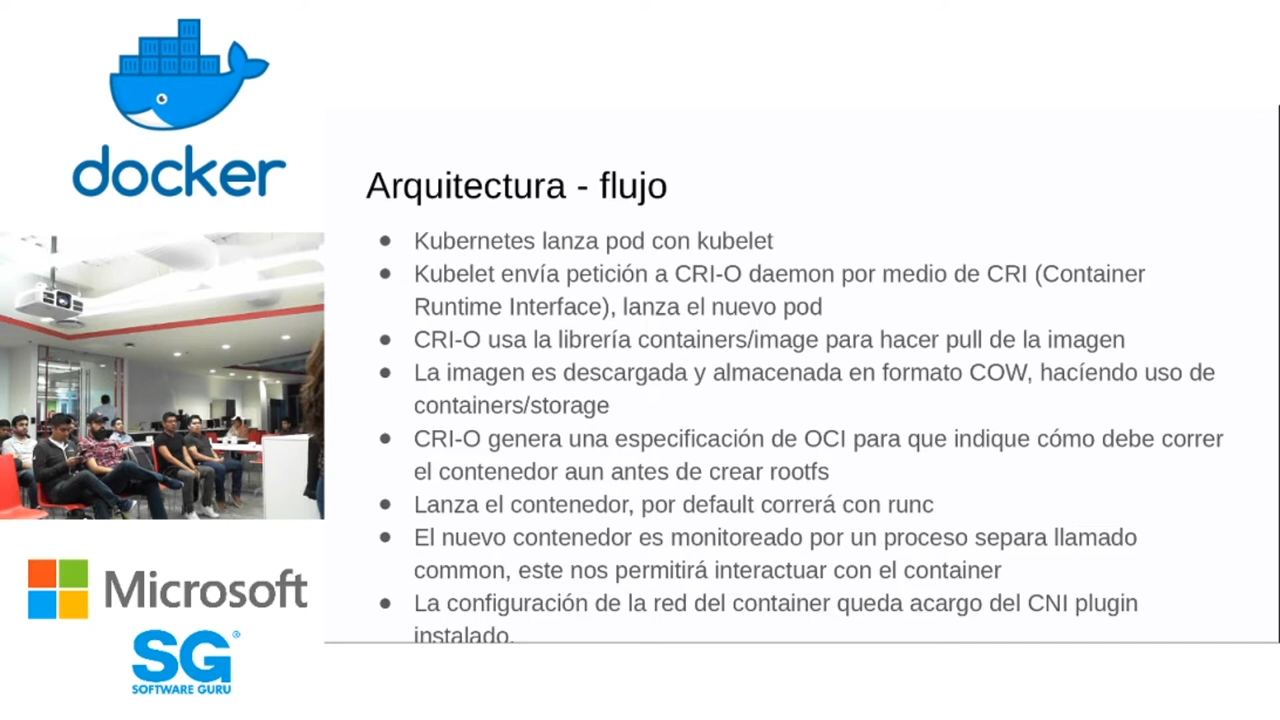 docker
Arquitectura - flujo
● Kubernetes lanza pod con kubelet
● Kubelet envía petición a CRI-O daemon por medio de CRI (Container
Runtime Interface), lanza el nuevo pod
● CRI-O usa la librería containers/image para hacer pull de la imagen
● La imagen es descargada y almacenada en formato COW, hacíendo uso de
containers/storage
● CRI-O genera una especificación de OCI para que indique cómo debe correr
el contenedor aun antes de crear rootfs
● Lanza el contenedor, por default correrá con runc
● El nuevo contenedor es monitoreado por un proceso separa llamado
common, este nos permitirá interactuar con el container
● La configuración de la red del container queda acargo del CNI plugin
instalado.
Microsoft
SG®
SOFTWARE GURU